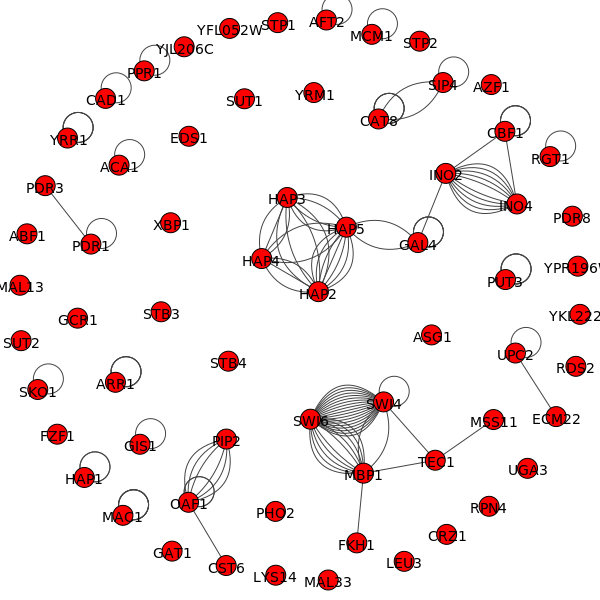 AFT2
STP1
YFL052W
MCM1
STP2
YJL206C
PPR1
SIP4
AZF1
CAD1
SUT1
YRM1
CAT8
CBF1
YRR1
EDS1
RGT1
ACA1
INO2
PDR3
HAP3
INO4
PDR8
XBP1
HAP5
ABF1
PDR1
GAL4
HAP4
YPR196W
PUT3
MAL13
HAP2
STB3
GCR1
YKL222
ASG1
SUT2
UPC2
STB4
RDS2
ARR1
SKO1
SWI4
ECM22
SWI6
MSS11
FZF1
PIP2
GIS1
TEC1
UGA3
MBP1
HAP1
OAF1
RPN4
PHO2
MAC1
CRZ1
FKH1
GAT1
LEU3
CST6
LYS14
MAL33